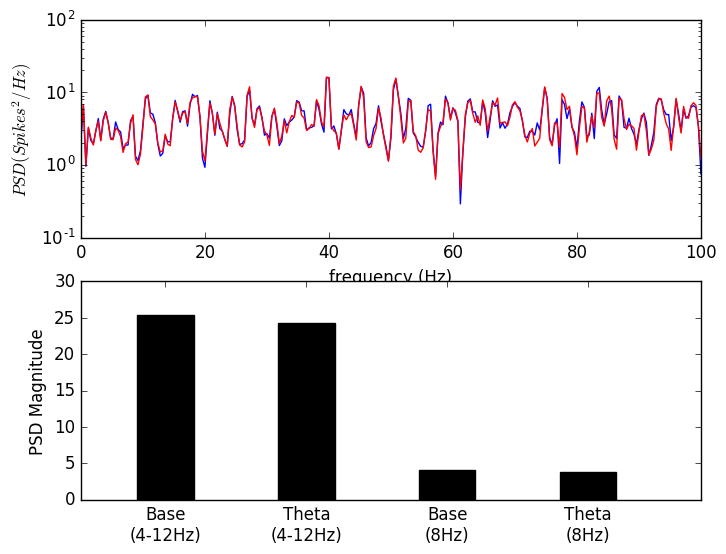 10^2
10^1
10^0
10^-1
PSD(Spikes^2/Hz)
0 20 40 60 80 100
frequency (Hz)
30
25
20
15
10
5
0
PSD Magnitude
Base Theta Base Theta
(4-12Hz) (4-12Hz) (8Hz) (8Hz)